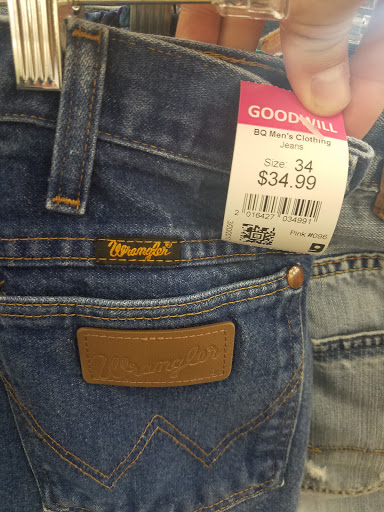 GOODWILL
BQ Men's Clothing
Jeans
Size: 34
$34.99
2 016427 034991
Pink #096
Wrangler
Wrangler